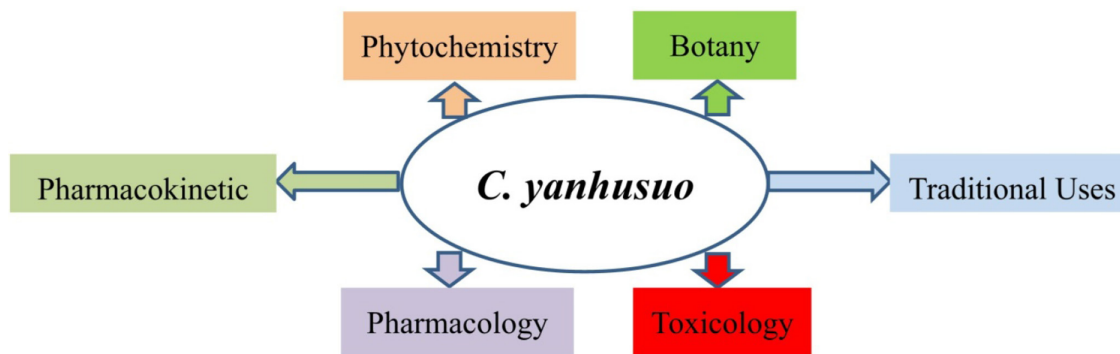 Phytochemistry
Botany
Pharmacokinetic
C. yanhusuo
Traditional Uses
Pharmacology
Toxicology